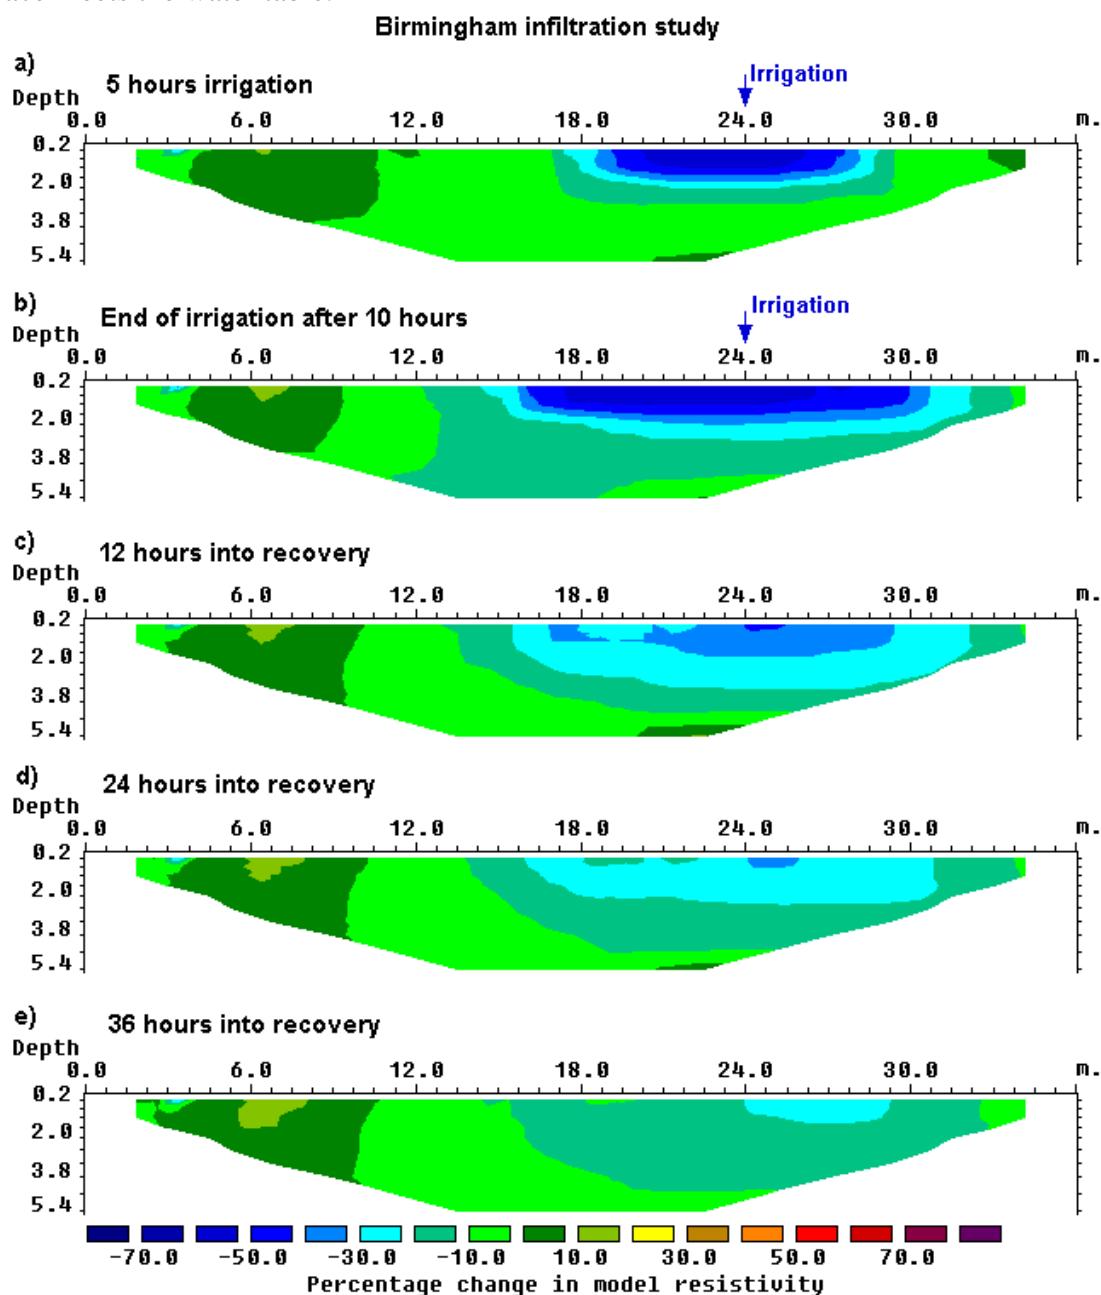 Birmingham infiltration study
a)
5 hours irrigation
Irrigation
Depth
0.0 6.0 12.0 18.0 24.0 30.0 m.
0.2
2.0
3.8
5.4
b)
End of irrigation after 10 hours
Irrigation
Depth
0.0 6.0 12.0 18.0 24.0 30.0 m.
0.2
2.0
3.8
5.4
c)
12 hours into recovery
Depth
0.0 6.0 12.0 18.0 24.0 30.0 m.
0.2
2.0
3.8
5.4
d)
24 hours into recovery
Depth
0.0 6.0 12.0 18.0 24.0 30.0 m.
0.2
2.0
3.8
5.4
e)
36 hours into recovery
Depth
0.0 6.0 12.0 18.0 24.0 30.0 m.
0.2
2.0
3.8
5.4
-70.0 -50.0 -30.0 -10.0 10.0 30.0 50.0 70.0
Percentage change in model resistivity